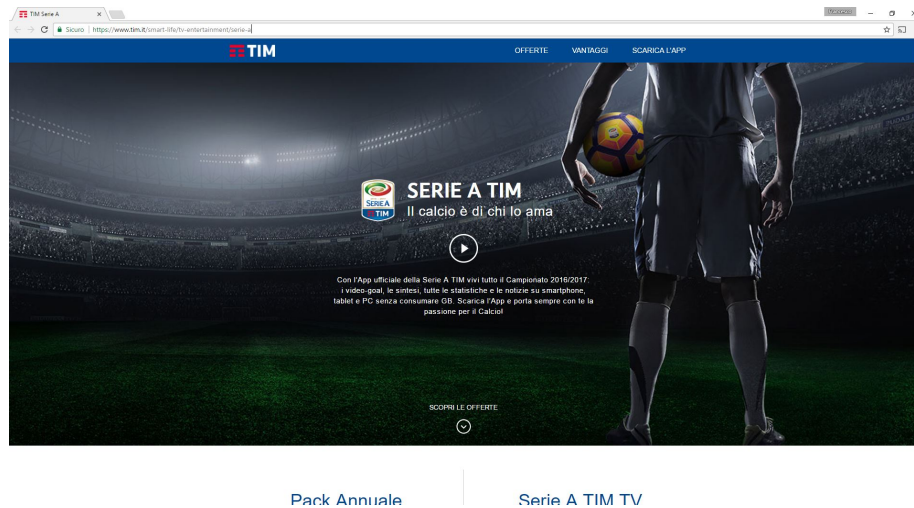 TIM Serie A
Sicuro | https://www.tim.it/smart-life/tv-entertainment/serie-a
TIM
OFFERTE VANTAGGI SCARICA L'APP
SERIE A TIM
Il calcio è di chi lo ama
SERIE A
TIM
Con l'App ufficiale della Serie A TIM vivi tutto il Campionato 2016/2017:
i video-goal, le sintesi, tutte le statistiche e le notizie su smartphone,
tablet e PC senza consumare GB. Scarica l'App e porta sempre con te la
passione per il Calcio!
SCOPRI LE OFFERTE
Pack Annuale Serie A TIM TV